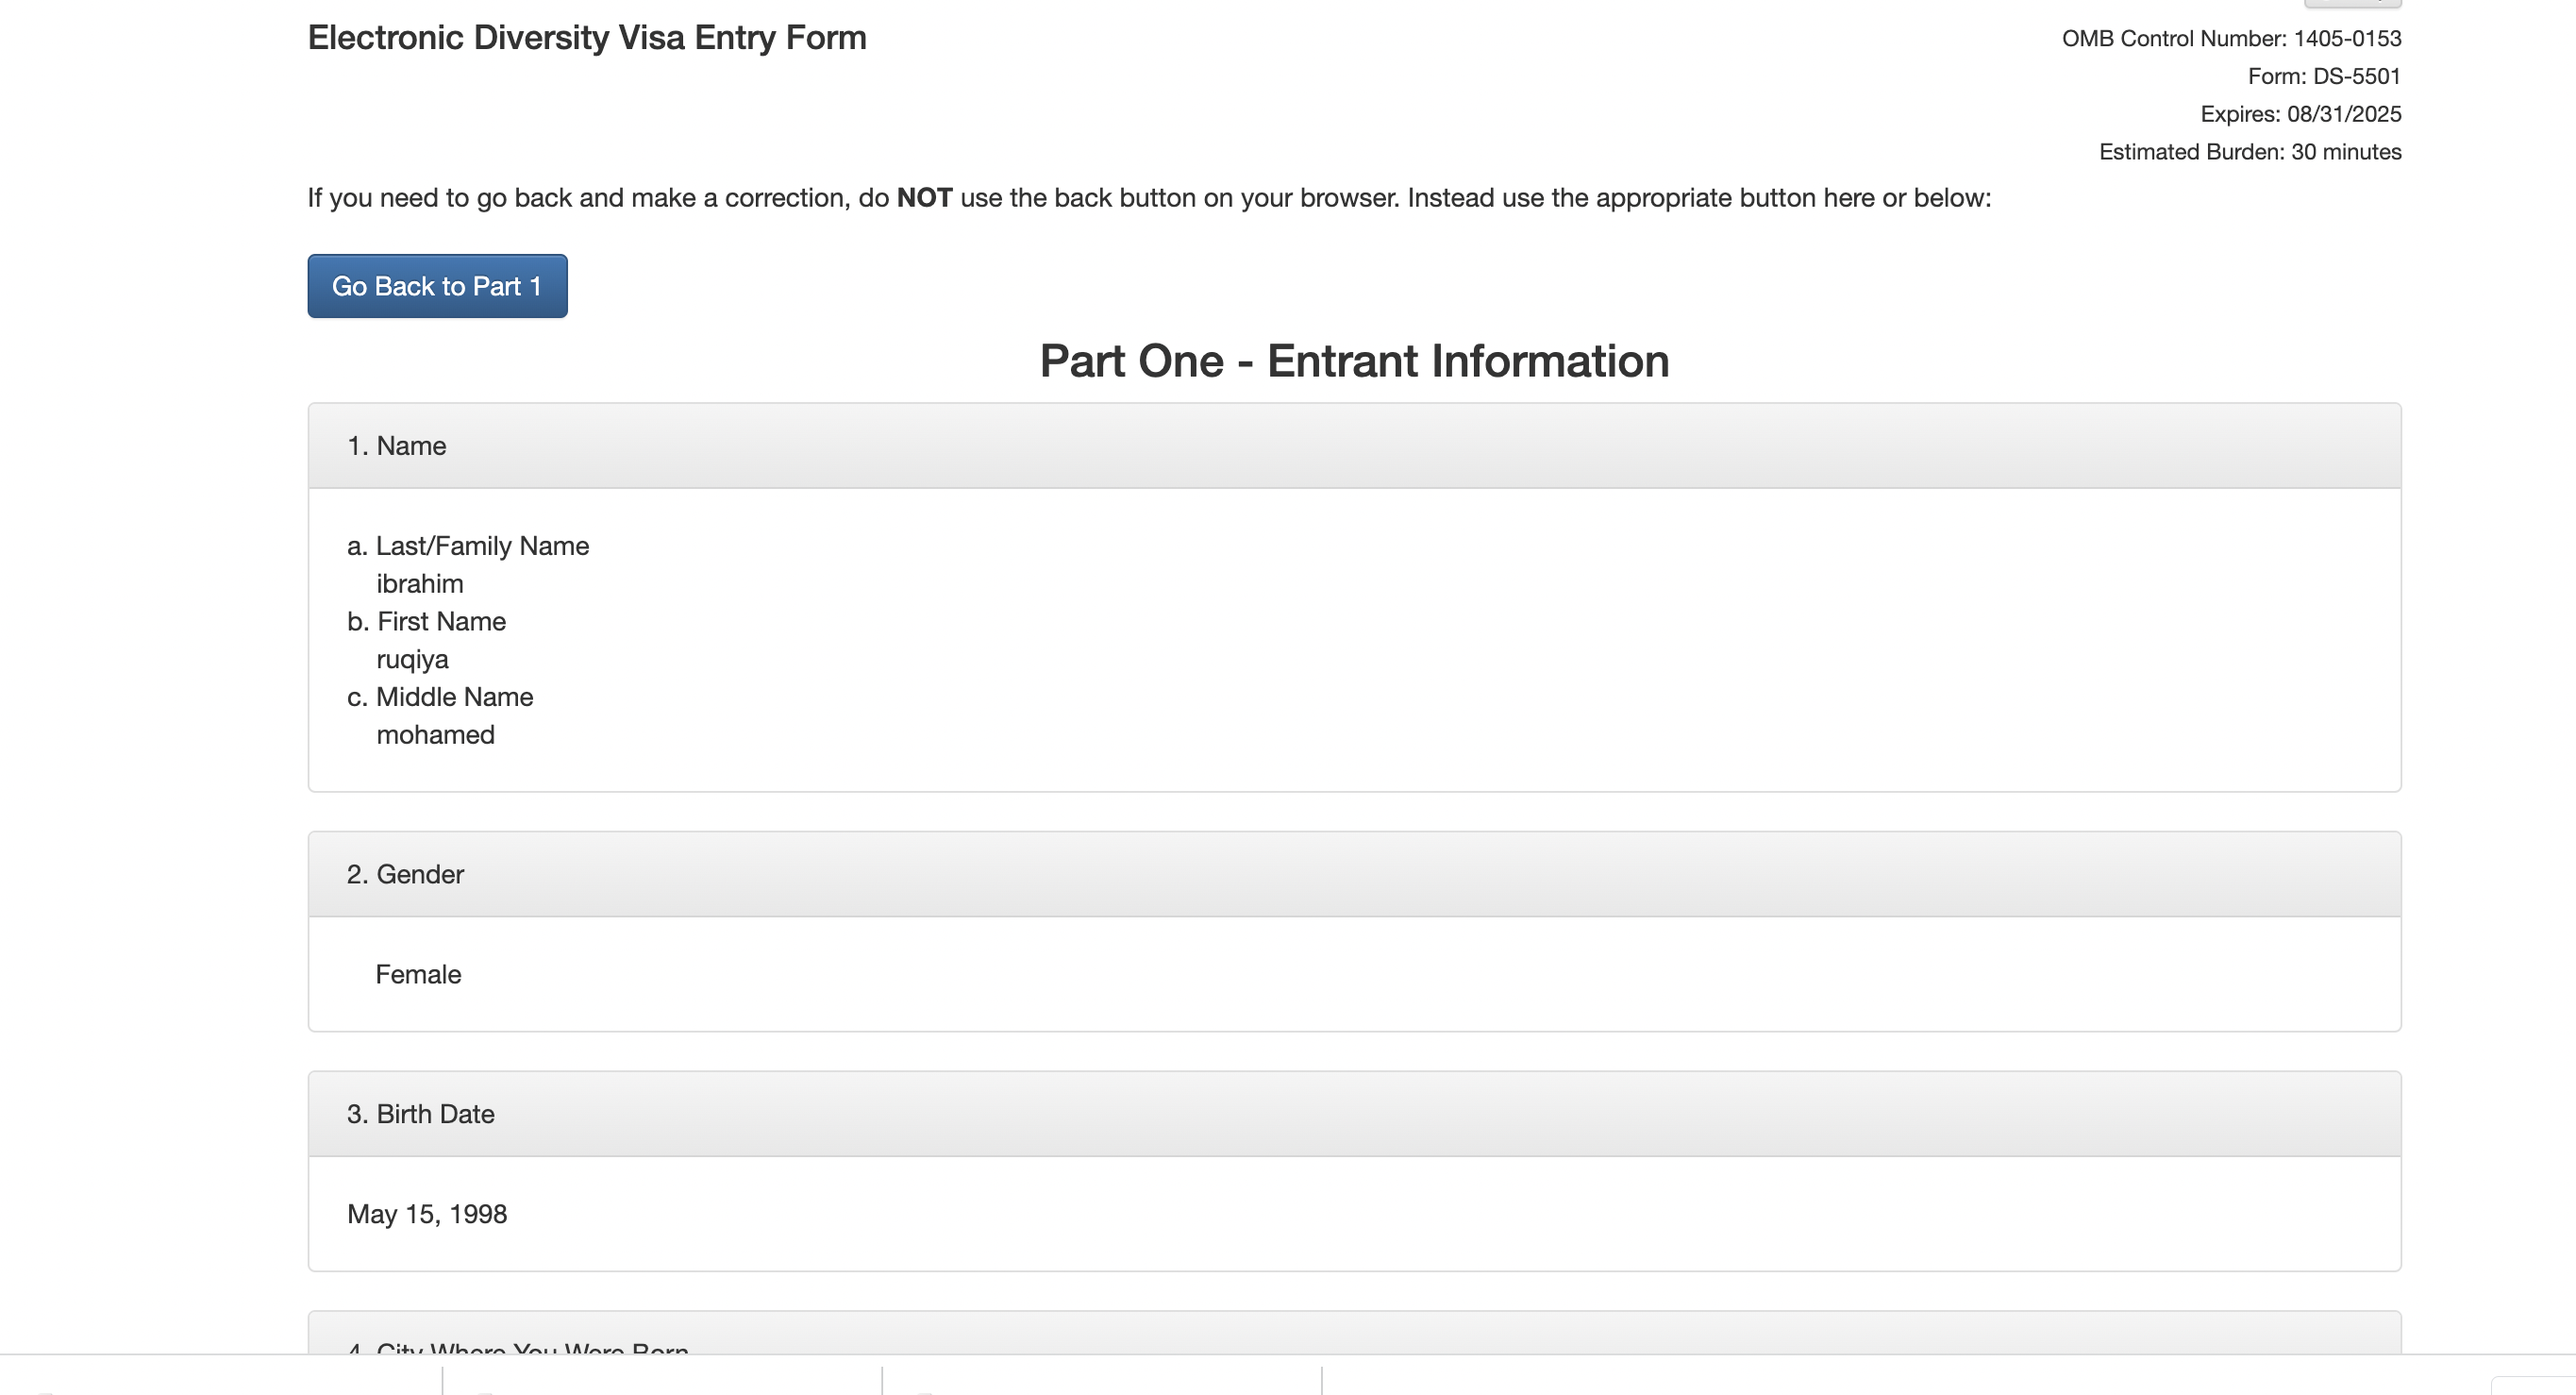 Electronic Diversity Visa Entry Form
OMB Control Number: 1405-0153
Form: DS-5501
Expires: 08/31/2025
Estimated Burden: 30 minutes
If you need to go back and make a correction, do NOT use the back button on your browser. Instead use the appropriate button here or below:
Go Back to Part 1
Part One - Entrant Information
1. Name
a. Last/Family Name
ibrahim
b. First Name
ruqiya
c. Middle Name
mohamed
2. Gender
Female
3. Birth Date
May 15, 1998
4. City Where You Were Born